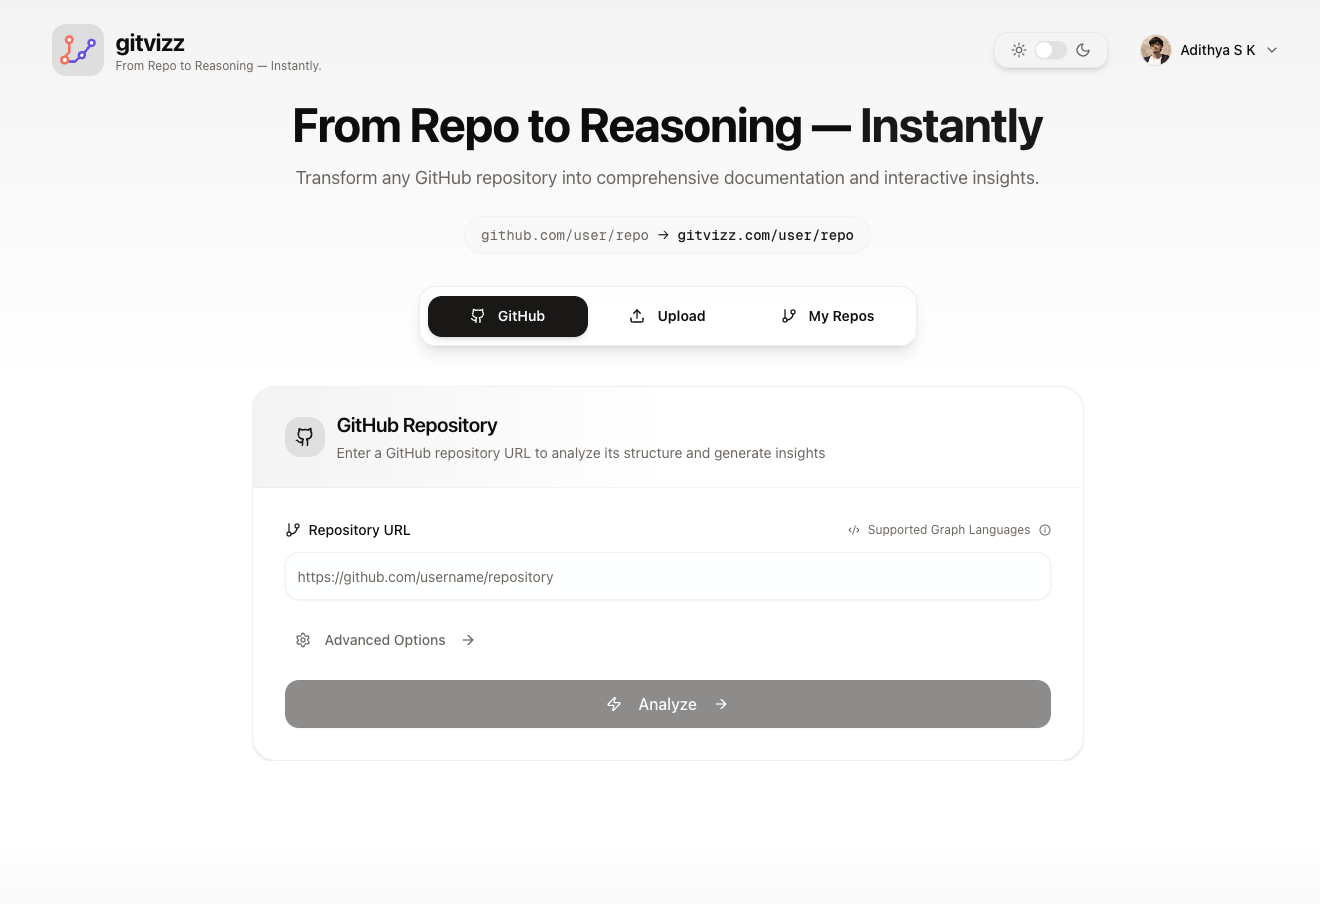 gitvizz
From Repo to Reasoning — Instantly.
Adithya S K
From Repo to Reasoning — Instantly
Transform any GitHub repository into comprehensive documentation and interactive insights.
github.com/user/repo → gitvizz.com/user/repo
GitHub
Upload
My Repos
GitHub Repository
Enter a GitHub repository URL to analyze its structure and generate insights
Repository URL
Supported Graph Languages
https://github.com/username/repository
Advanced Options →
Analyze →